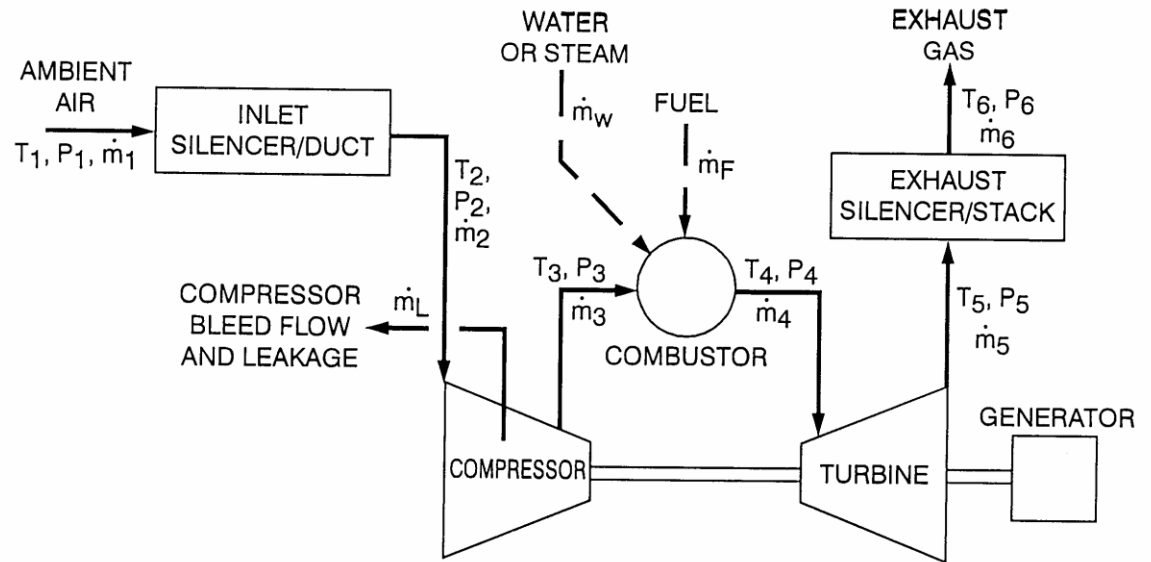 WATER
OR STEAM
EXHAUST
GAS
AMBIENT
AIR
T1, P1, ṁ1
INLET
SILENCER/DUCT
ṁw
FUEL
ṁF
T6, P6
ṁ6
EXHAUST
SILENCER/STACK
T2,
P2,
ṁ2
T3, P3
ṁ3
T4, P4
ṁ4
COMBUSTOR
T5, P5
ṁ5
COMPRESSOR
BLEED FLOW
AND LEAKAGE
ṁL
COMPRESSOR
TURBINE
GENERATOR